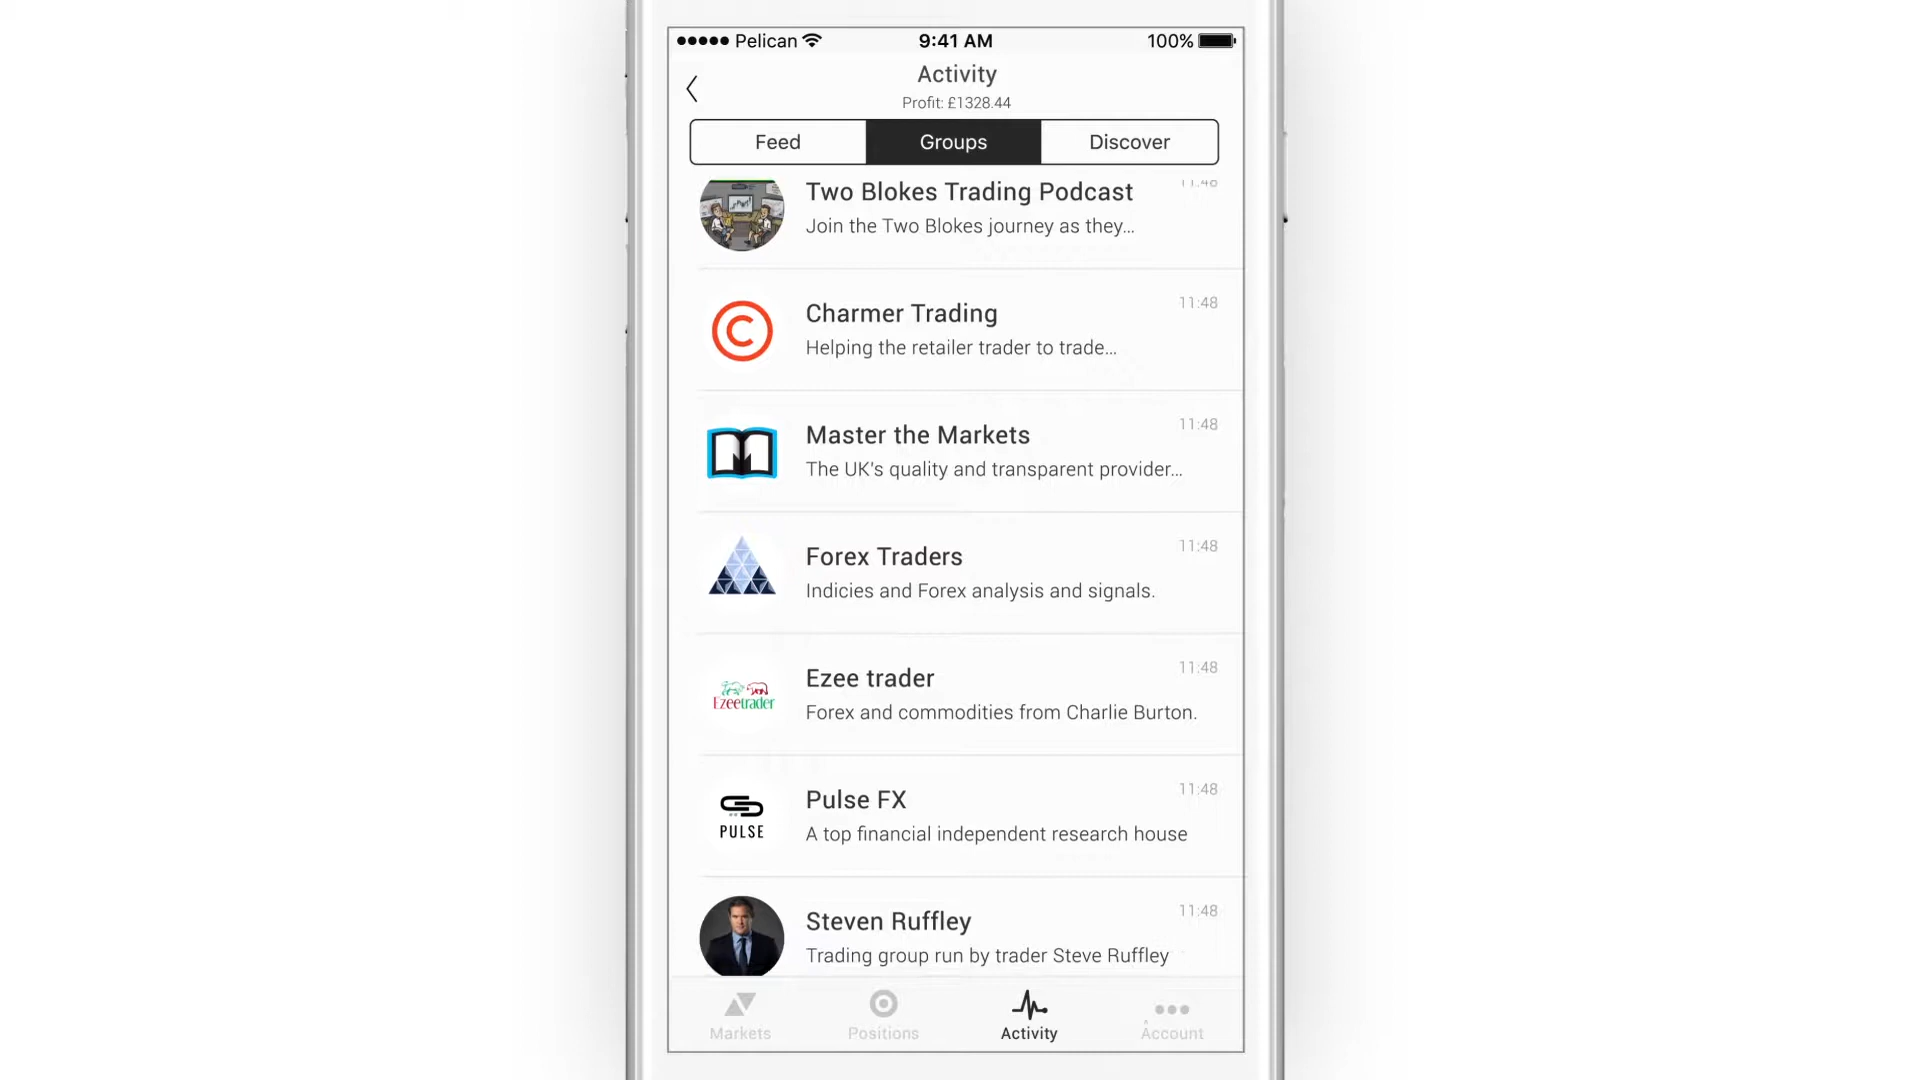 Pelican 9:41 AM 100%
Activity
Profit: £1328.44
Feed Groups Discover
Two Blokes Trading Podcast 11:48
Join the Two Blokes journey as they...
Charmer Trading 11:48
Helping the retailer trader to trade...
Master the Markets 11:48
The UK's quality and transparent provider...
Forex Traders 11:48
Indicies and Forex analysis and signals.
Ezee trader 11:48
Ezeetrader
Forex and commodities from Charlie Burton.
Pulse FX 11:48
PULSE
A top financial independent research house
Steven Ruffley 11:48
Trading group run by trader Steve Ruffley
Markets Positions Activity Account